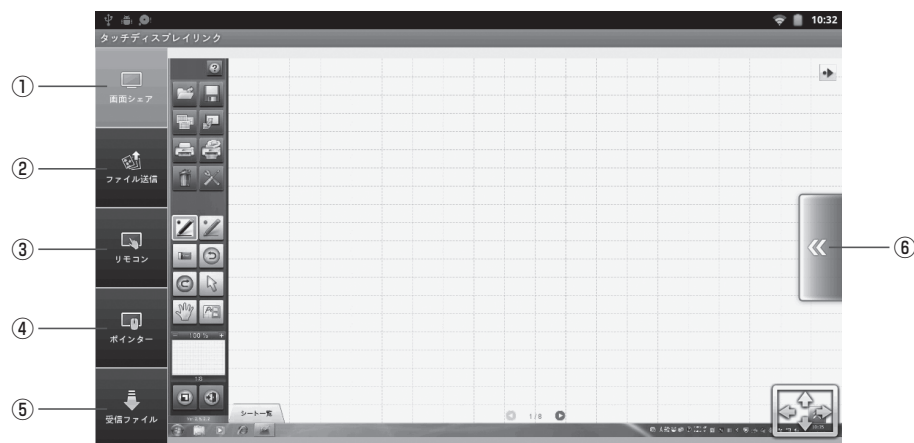 10:32
タッチディスプレイリンク
① 画面シェア
② ファイル送信
③ リモコン
④ ポインター
⑤ 受信ファイル
⑥
− 100 % +
シート一覧
1/8